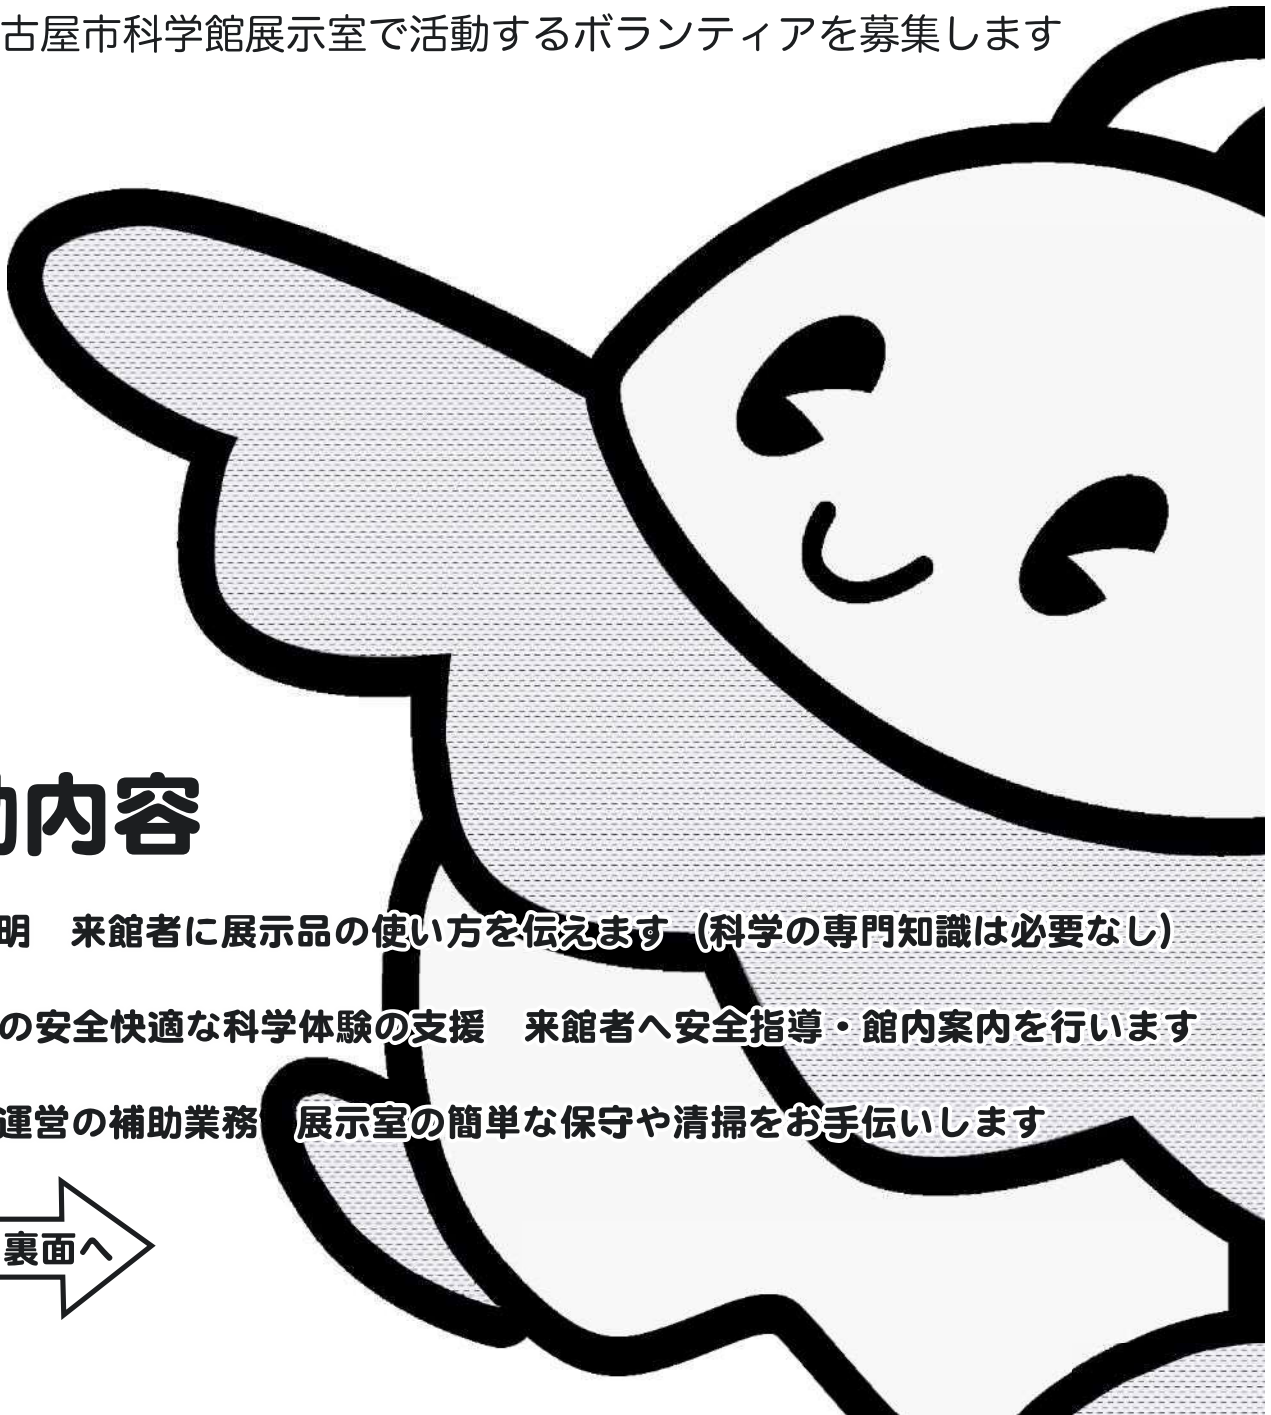 古屋市科学館展示室で活動するボランティアを募集します
動内容
明　来館者に展示品の使い方を伝えます（科学の専門知識は必要なし）
の安全快適な科学体験の支援　来館者へ安全指導・館内案内を行います
運営の補助業務　展示室の簡単な保守や清掃をお手伝いします
裏面へ